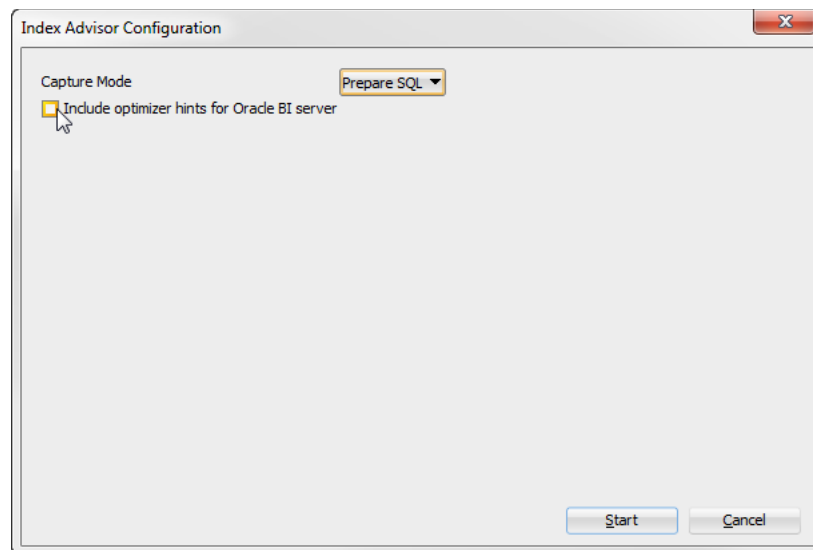 Index Advisor Configuration
X
Capture Mode
Prepare SQL
Include optimizer hints for Oracle BI server
Start
Cancel